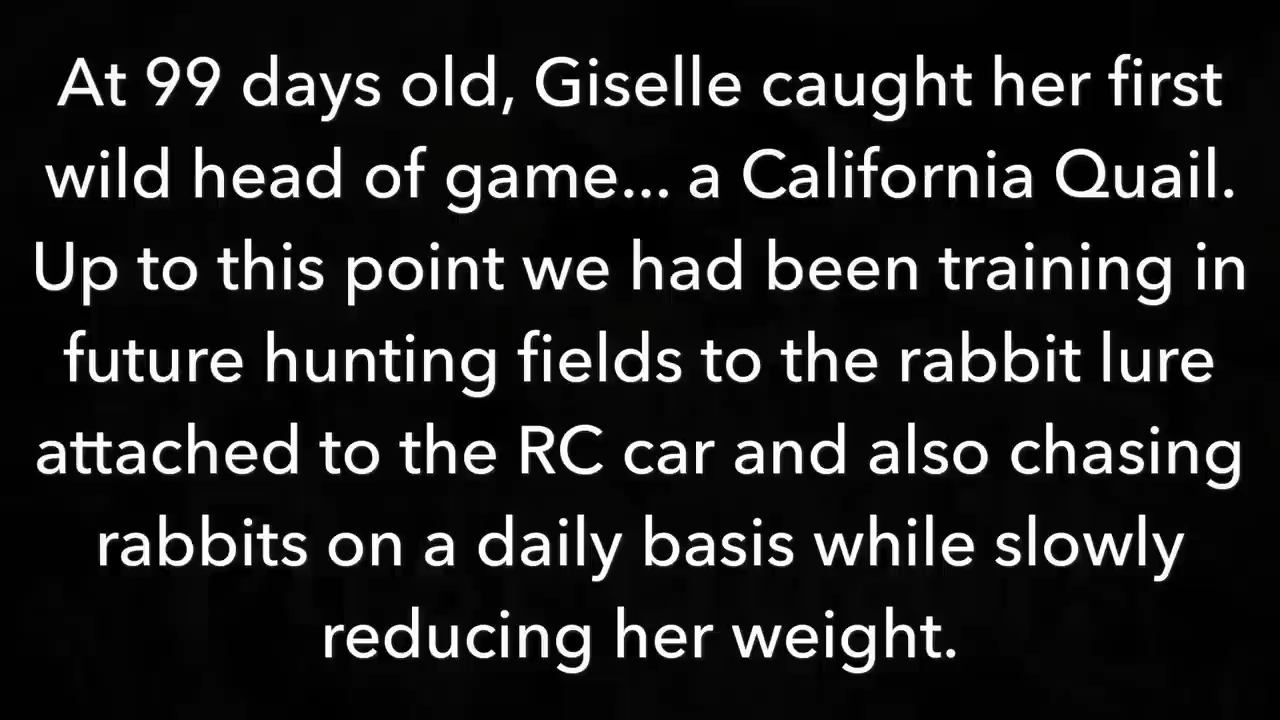 At 99 days old, Giselle caught her first
wild head of game... a California Quail.
Up to this point we had been training in
future hunting fields to the rabbit lure
attached to the RC car and also chasing
rabbits on a daily basis while slowly
reducing her weight.